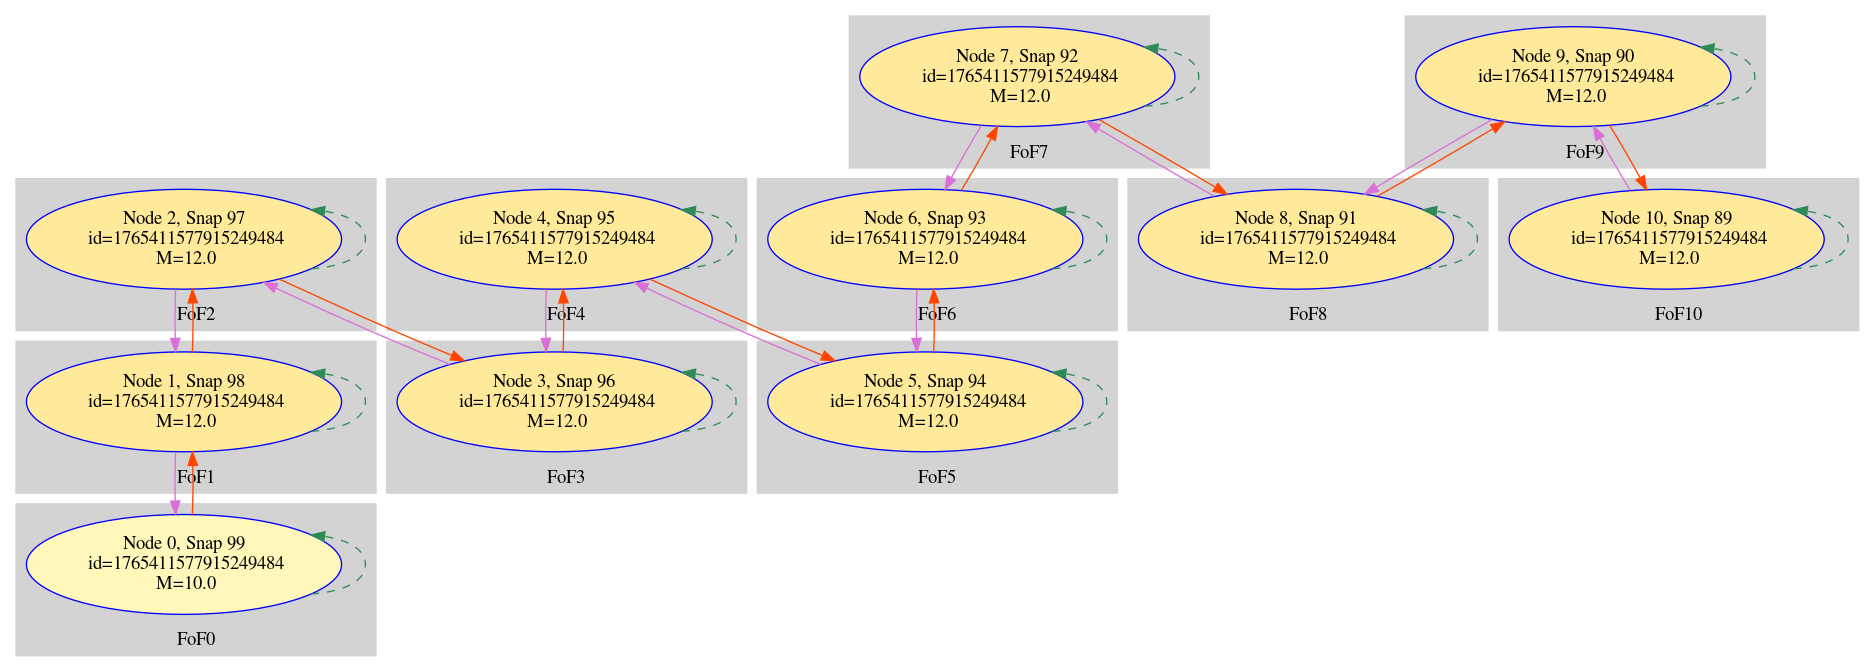 Node 7, Snap 92
id=1765411577915249484
M=12.0
FoF7
Node 9, Snap 90
id=1765411577915249484
M=12.0
FoF9
Node 2, Snap 97
id=1765411577915249484
M=12.0
FoF2
Node 4, Snap 95
id=1765411577915249484
M=12.0
FoF4
Node 6, Snap 93
id=1765411577915249484
M=12.0
FoF6
Node 8, Snap 91
id=1765411577915249484
M=12.0
FoF8
Node 10, Snap 89
id=1765411577915249484
M=12.0
FoF10
Node 1, Snap 98
id=1765411577915249484
M=12.0
FoF1
Node 3, Snap 96
id=1765411577915249484
M=12.0
FoF3
Node 5, Snap 94
id=1765411577915249484
M=12.0
FoF5
Node 0, Snap 99
id=1765411577915249484
M=10.0
FoF0